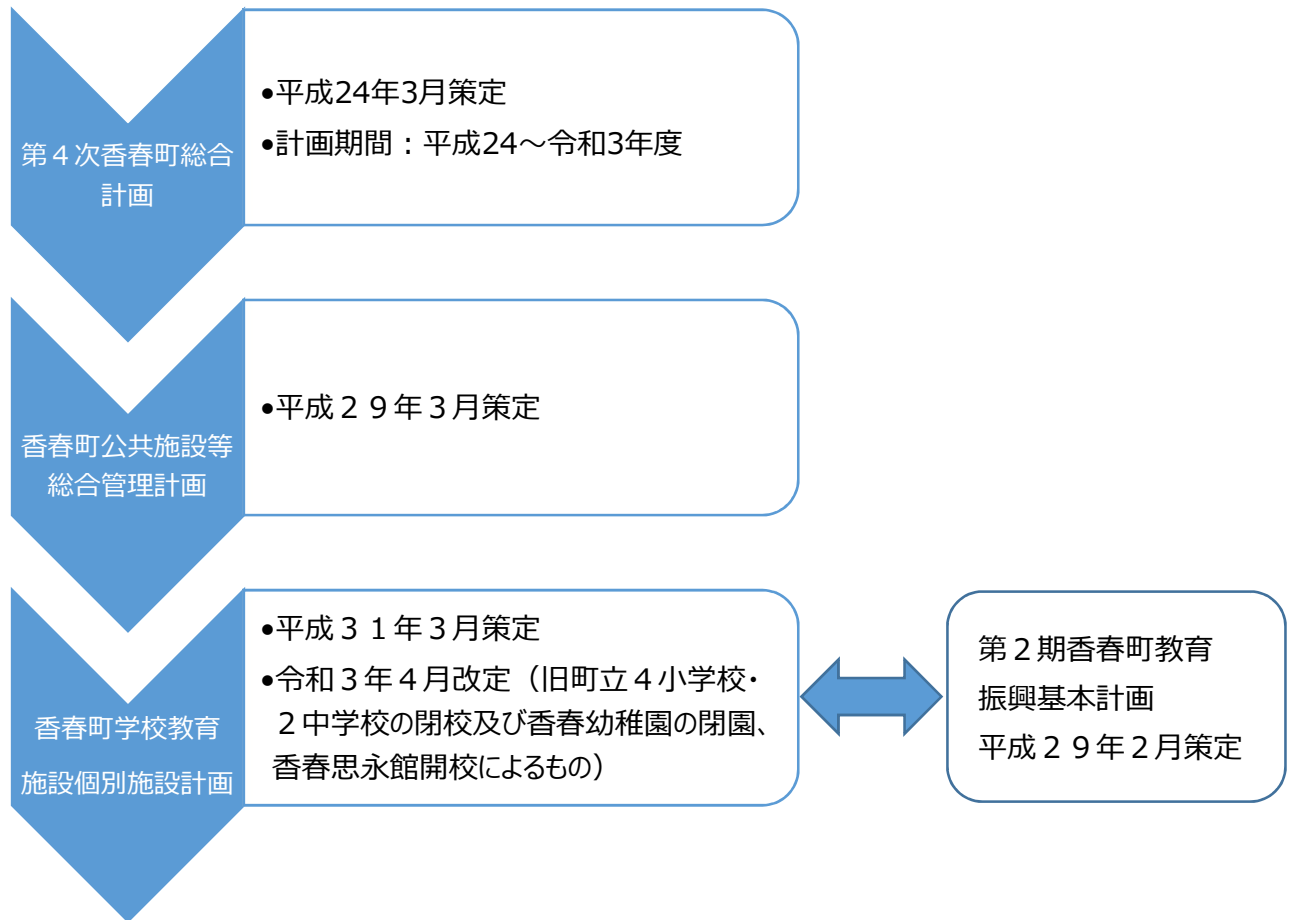 第４次香春町総合
計画
•平成24年3月策定
•計画期間：平成24～令和3年度
香春町公共施設等
総合管理計画
•平成２９年３月策定
香春町学校教育
施設個別施設計画
•平成３１年３月策定
•令和３年４月改定（旧町立４小学校・
２中学校の閉校及び香春幼稚園の閉園、
香春思永館開校によるもの）
第２期香春町教育
振興基本計画
平成２９年２月策定